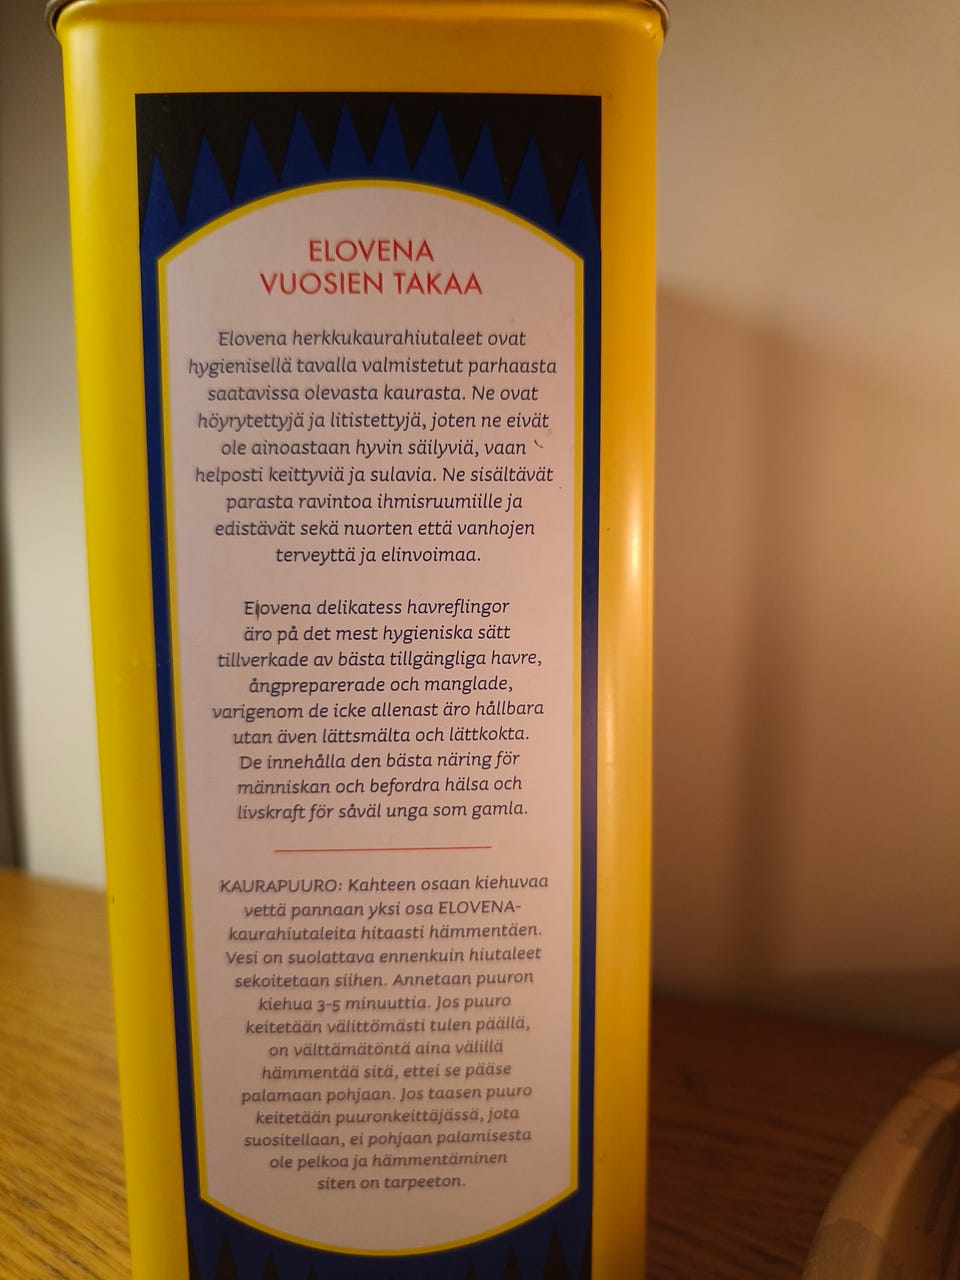 ELOVENA
VUOSIEN TAKAA
Elovena herkkukaurahiutaleet ovat
hygienisellä tavalla valmistetut parhaasta
saatavissa olevasta kaurasta. Ne ovat
höyrytettyjä ja litistettyjä, joten ne eivät
ole ainoastaan hyvin säilyviä, vaan
helposti keittyviä ja sulavia. Ne sisältävät
parasta ravintoa ihmisruumiille ja
edistävät sekä nuorten että vanhojen
terveyttä ja elinvoimaa.
Elovena delikatess havreflingor
äro på det mest hygieniska sätt
tillverkade av bästa tillgängliga havre,
ångpreparerade och manglade,
varigenom de icke allenast äro hållbara
utan även lättsmälta och lättkokta.
De innehålla den bästa näring för
människan och befordra hälsa och
livskraft för såväl unga som gamla.
KAURAPUURO: Kahteen osaan kiehuvaa
vettä pannaan yksi osa ELOVENA-
kaurahiutaleita hitaasti hämmentäen.
Vesi on suolattava ennenkuin hiutaleet
sekoitetaan siihen. Annetaan puuron
kiehua 3-5 minuuttia. Jos puuro
keitetään välittömästi tulen päällä,
on välttämätöntä aina välillä
hämmentää sitä, ettei se pääse
palamaan pohjaan. Jos taasen puuro
keitetään puuronkeittäjässä, jota
suositellaan, ei pohjaan palamisesta
ole pelkoa ja hämmentäminen
siten on tarpeeton.